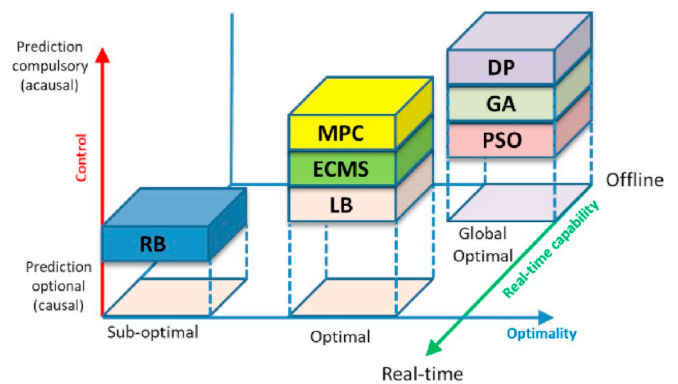 Prediction
compulsory
(acausal)
Control
Prediction
optional
(causal)
RB
MPC
ECMS
LB
DP
GA
PSO
Offline
Global
Optimal
Real-time capability
Sub-optimal
Optimal
Optimality
Real-time